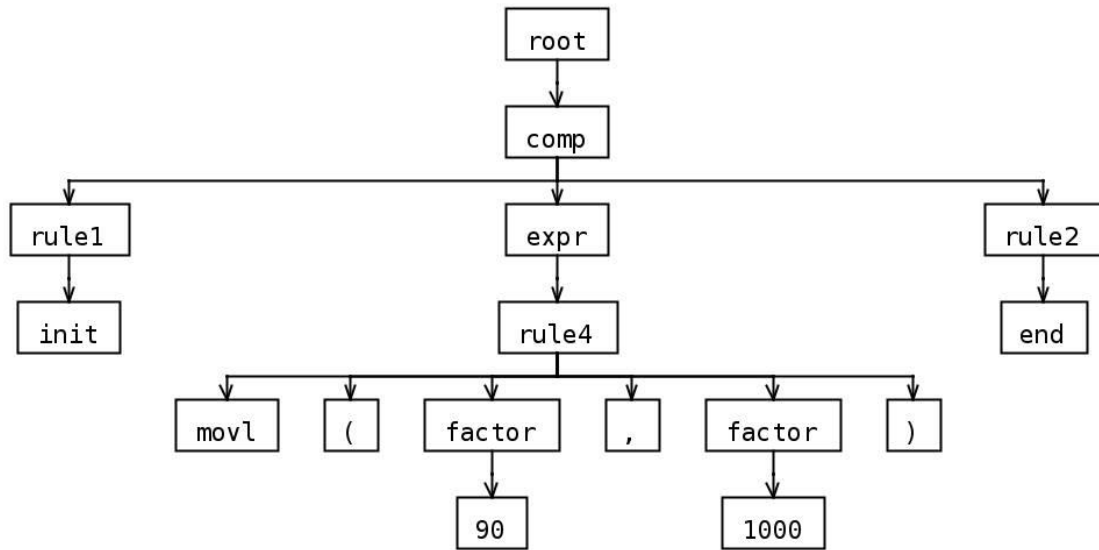 root
comp
rule1 expr rule2
init rule4 end
movl ( factor , factor )
90 1000